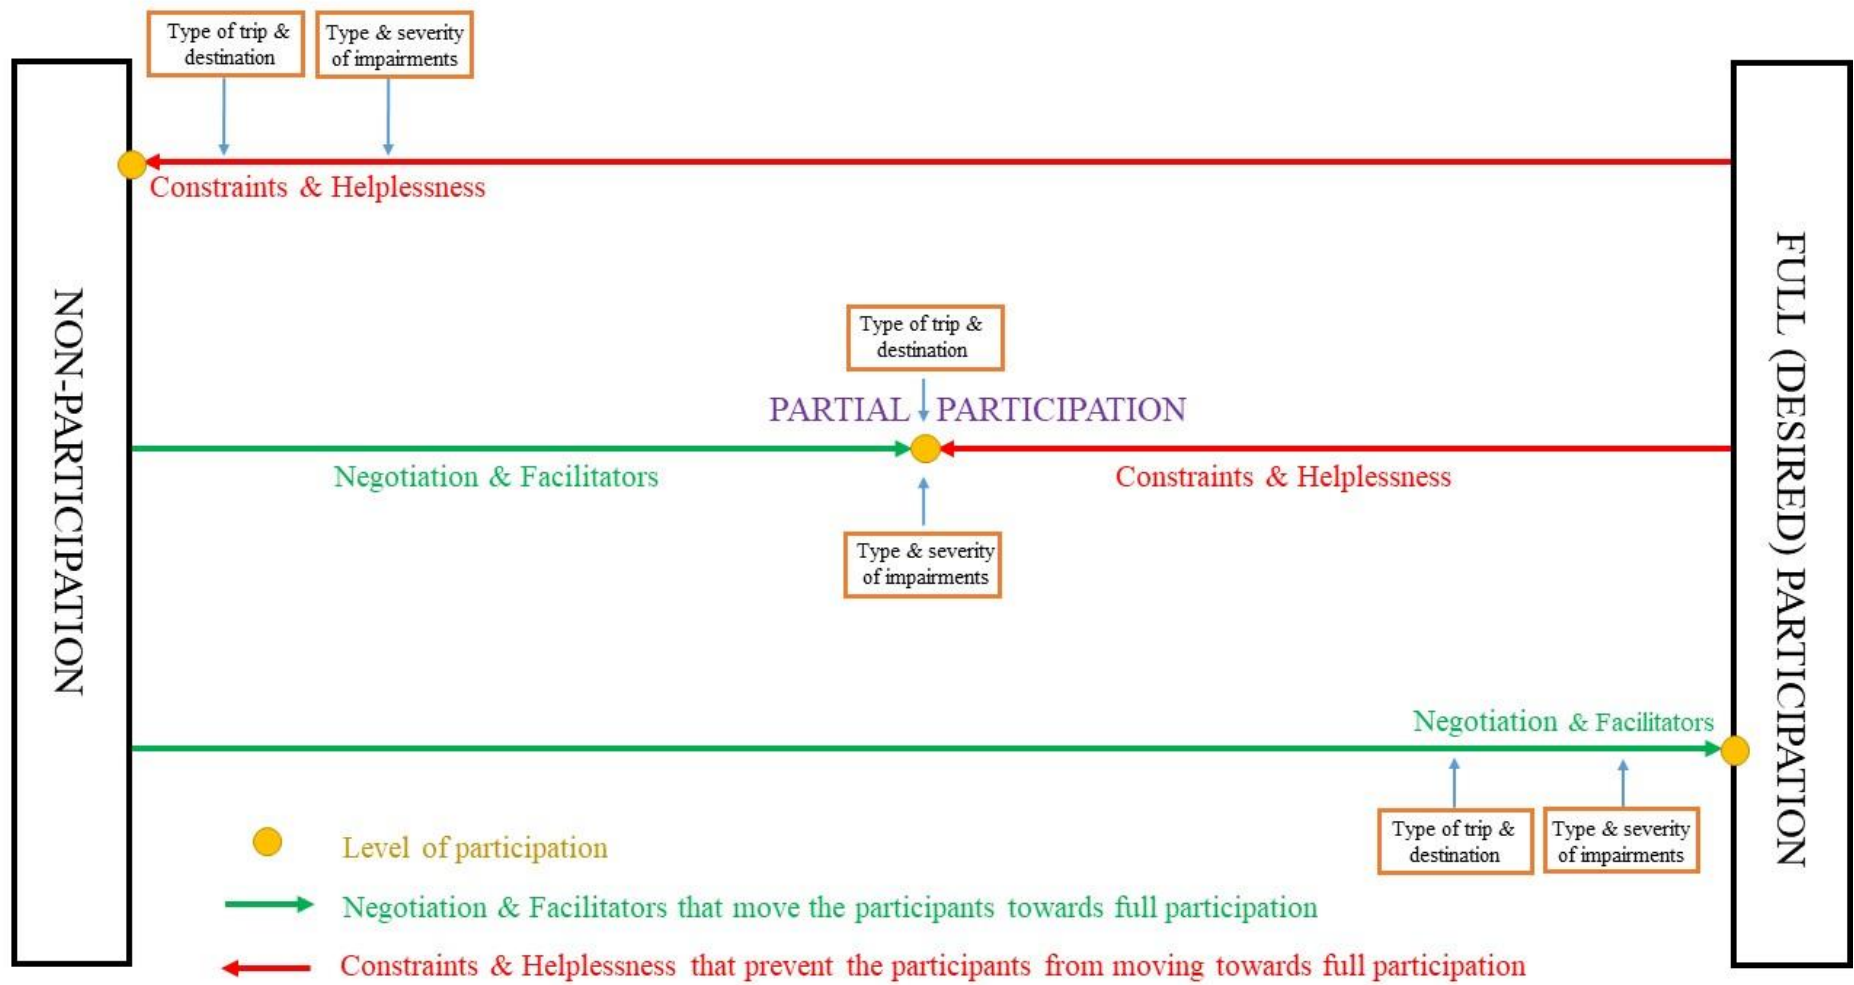 Type of trip &
destination
Type & severity
of impairments
Constraints & Helplessness
NON-PARTICIPATION
FULL (DESIRED) PARTICIPATION
Type of trip &
destination
PARTIAL PARTICIPATION
Negotiation & Facilitators
Constraints & Helplessness
Type & severity
of impairments
Negotiation & Facilitators
Type of trip &
destination
Type & severity
of impairments
Level of participation
Negotiation & Facilitators that move the participants towards full participation
Constraints & Helplessness that prevent the participants from moving towards full participation